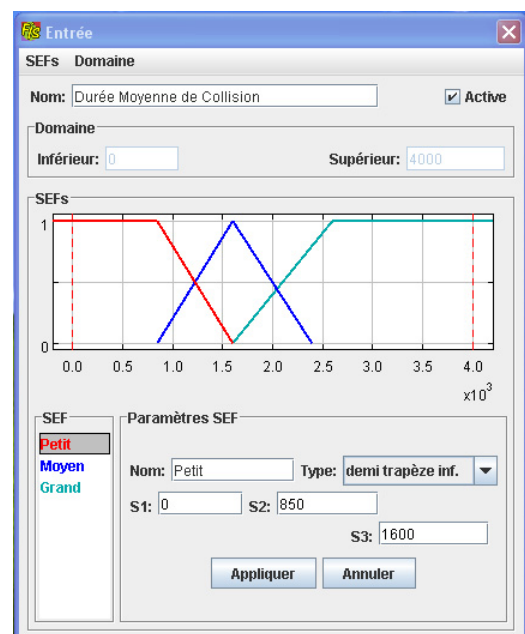 FIS Entrée
SEFs Domaine
Nom: Durée Moyenne de Collision Active
Domaine
Inférieur: 0 Supérieur: 4000
SEFs
1
0
0.0 0.5 1.0 1.5 2.0 2.5 3.0 3.5 4.0
x10³
SEF Paramètres SEF
Petit
Moyen Nom: Petit Type: demi trapèze inf.
Grand
S1: 0 S2: 850
S3: 1600
Appliquer Annuler